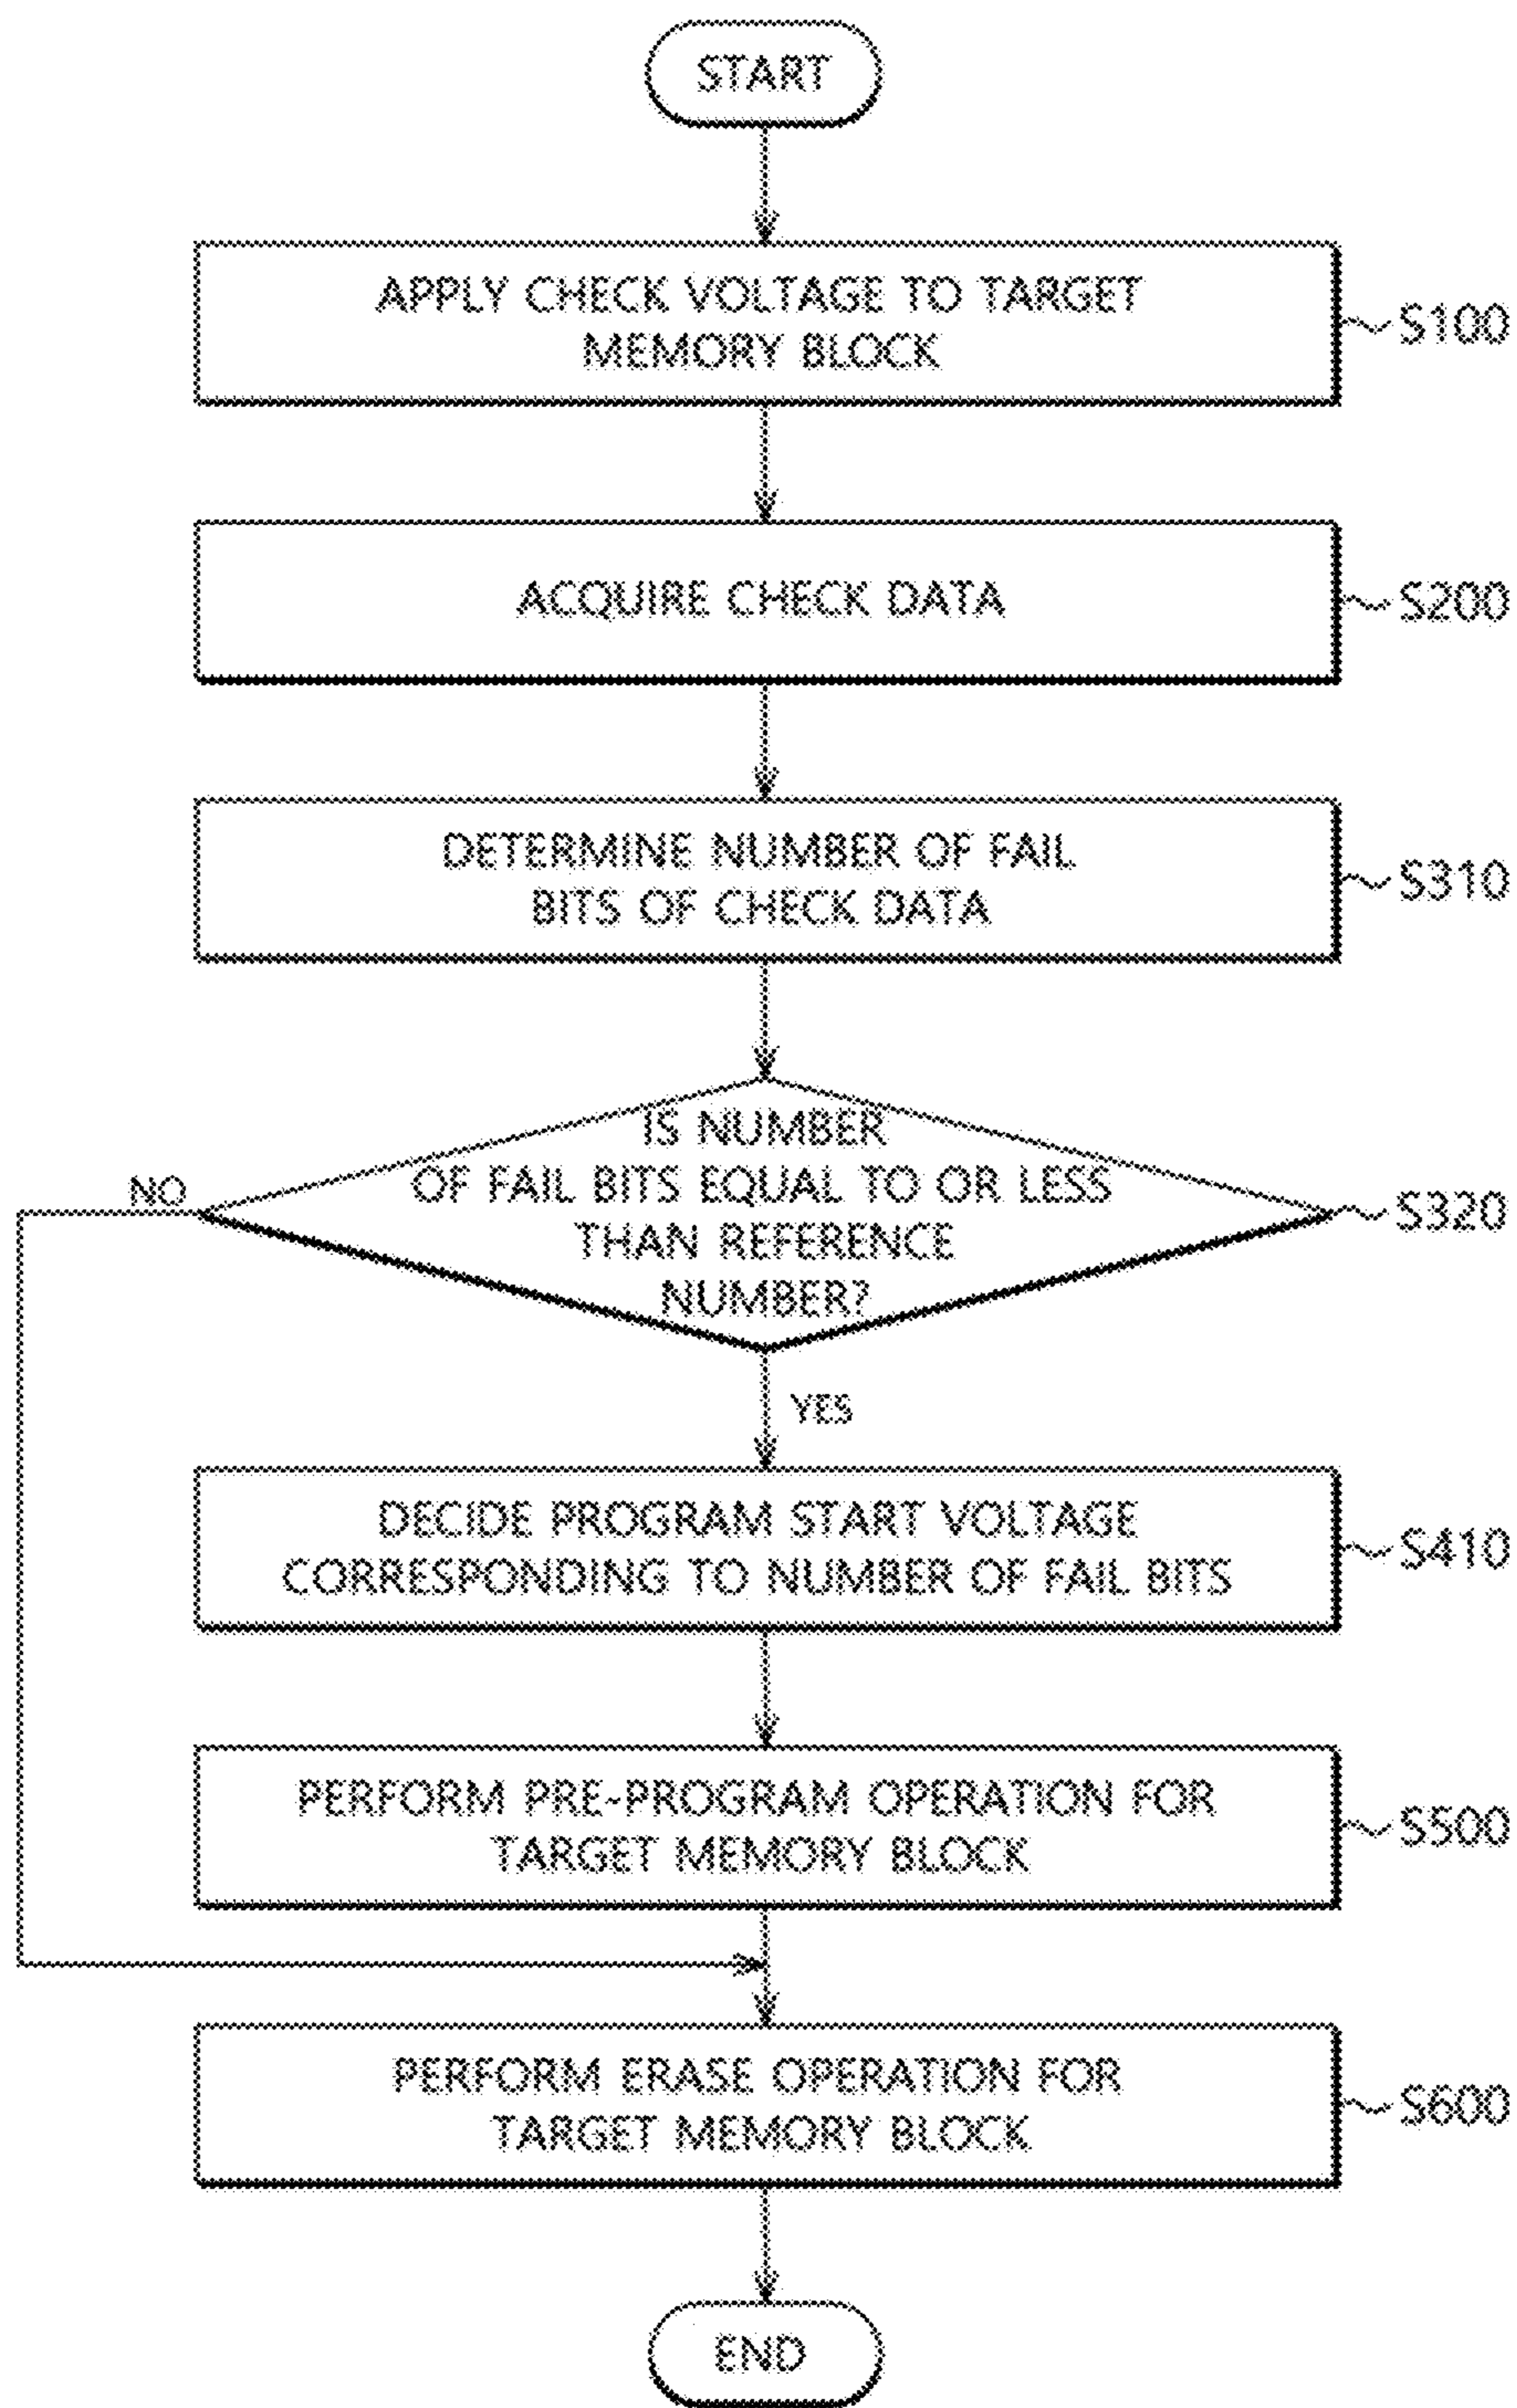 START
APPLY CHECK VOLTAGE TO TARGET
MEMORY BLOCK
S100
ACQUIRE CHECK DATA
S200
DETERMINE NUMBER OF FAIL
BITS OF CHECK DATA
S310
IS NUMBER
OF FAIL BITS EQUAL TO OR LESS
THAN REFERENCE
NUMBER?
NO
S320
YES
DECIDE PROGRAM START VOLTAGE
CORRESPONDING TO NUMBER OF FAIL BITS
S410
PERFORM PRE-PROGRAM OPERATION FOR
TARGET MEMORY BLOCK
S500
PERFORM ERASE OPERATION FOR
TARGET MEMORY BLOCK
S600
END